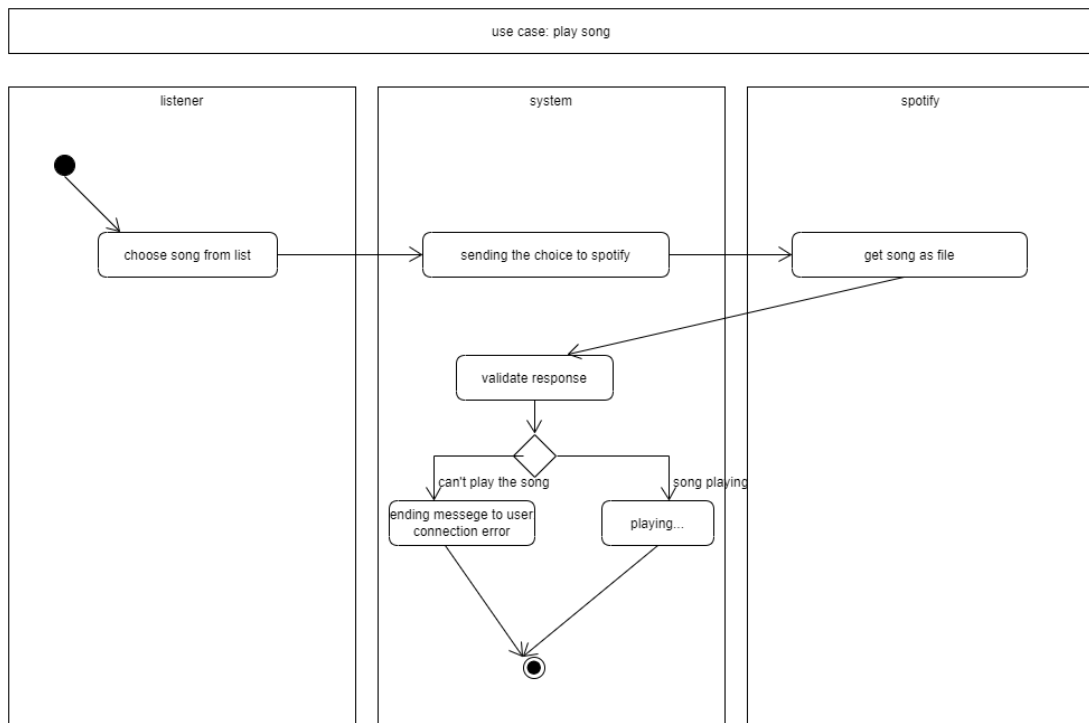 use case: play song
listener
system
spotify
choose song from list
sending the choice to spotify
get song as file
validate response
can't play the song
song playing
ending messege to user
connection error
playing...